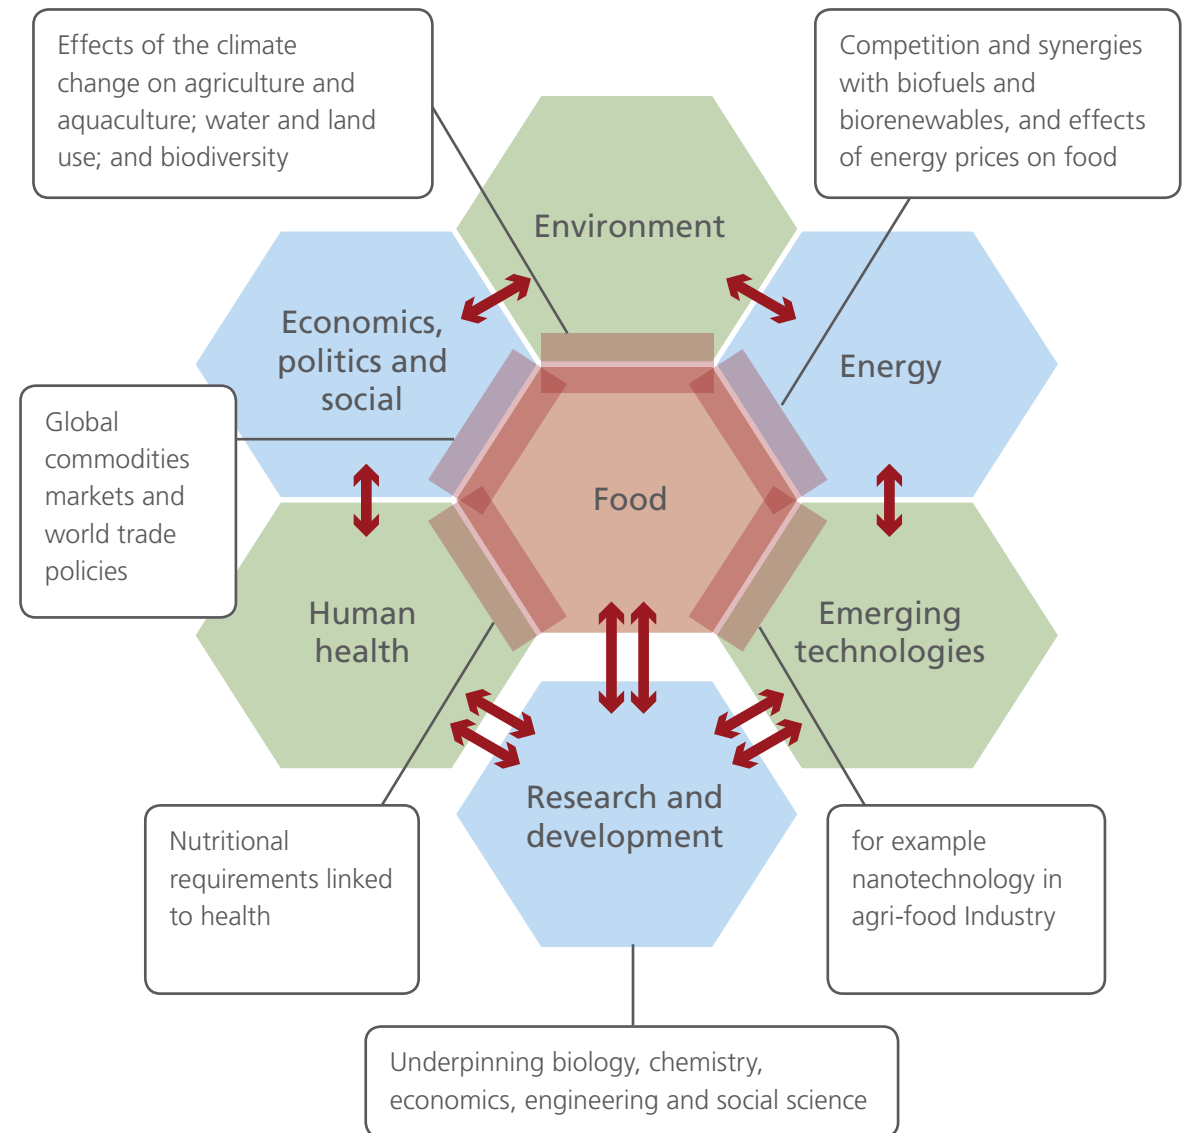 Effects of the climate
change on agriculture and
aquaculture; water and land
use; and biodiversity
Competition and synergies
with biofuels and
biorenewables, and effects
of energy prices on food
Environment
Economics,
politics and
social
Energy
Global
commodities
markets and
world trade
policies
Food
Human
health
Emerging
technologies
Research and
development
Nutritional
requirements linked
to health
for example
nanotechnology in
agri-food Industry
Underpinning biology, chemistry,
economics, engineering and social science